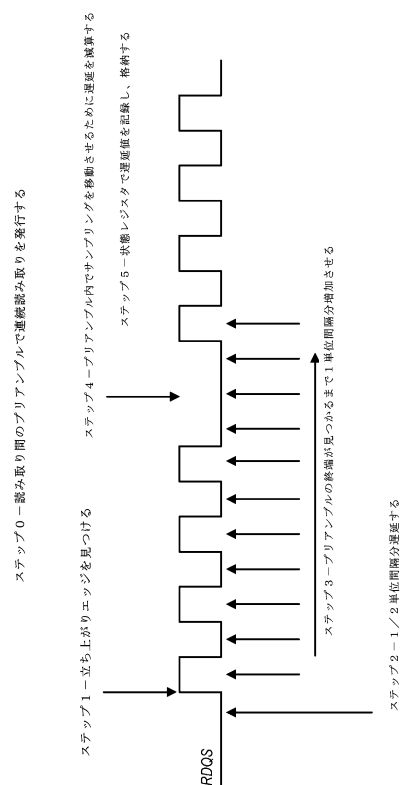 ステップ0－読み取り間のプリアンブルで連続読み取りを発行する
ステップ1－立ち上がりエッジを見つける
ステップ4－プリアンブル内でサンプリングを移動させるために遅延を減算する
ステップ5－状態レジスタで遅延値を記録し、格納する
RDQS
ステップ3－プリアンブルの終端が見つかるまで1単位間隔分増加させる
ステップ2－1／2単位間隔分遅延する